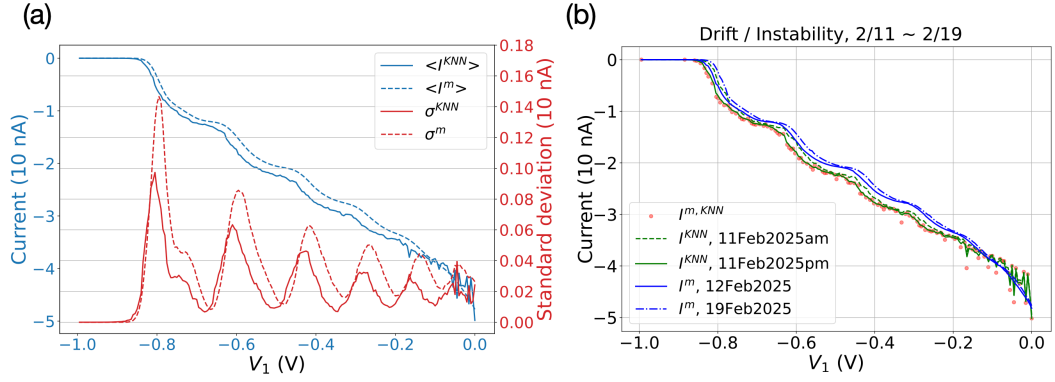 (a)
0.18
0
0.16
−1
0.14
0.12
−2
0.10
0.08
−3
0.06
−4
0.04
0.02
−5
0.00
Current (10 nA)
Standard deviation (10 nA)
<I^KNN>
<I^m>
σ^KNN
σ^m
−1.0
−0.8
−0.6
−0.4
−0.2
0.0
V₁ (V)
(b)
Drift / Instability, 2/11 ~ 2/19
0
−1
−2
−3
−4
−5
Current (10 nA)
I^m,KNN
I^KNN, 11Feb2025am
I^KNN, 11Feb2025pm
I^m, 12Feb2025
I^m, 19Feb2025
−1.0
−0.8
−0.6
−0.4
−0.2
0.0
V₁ (V)